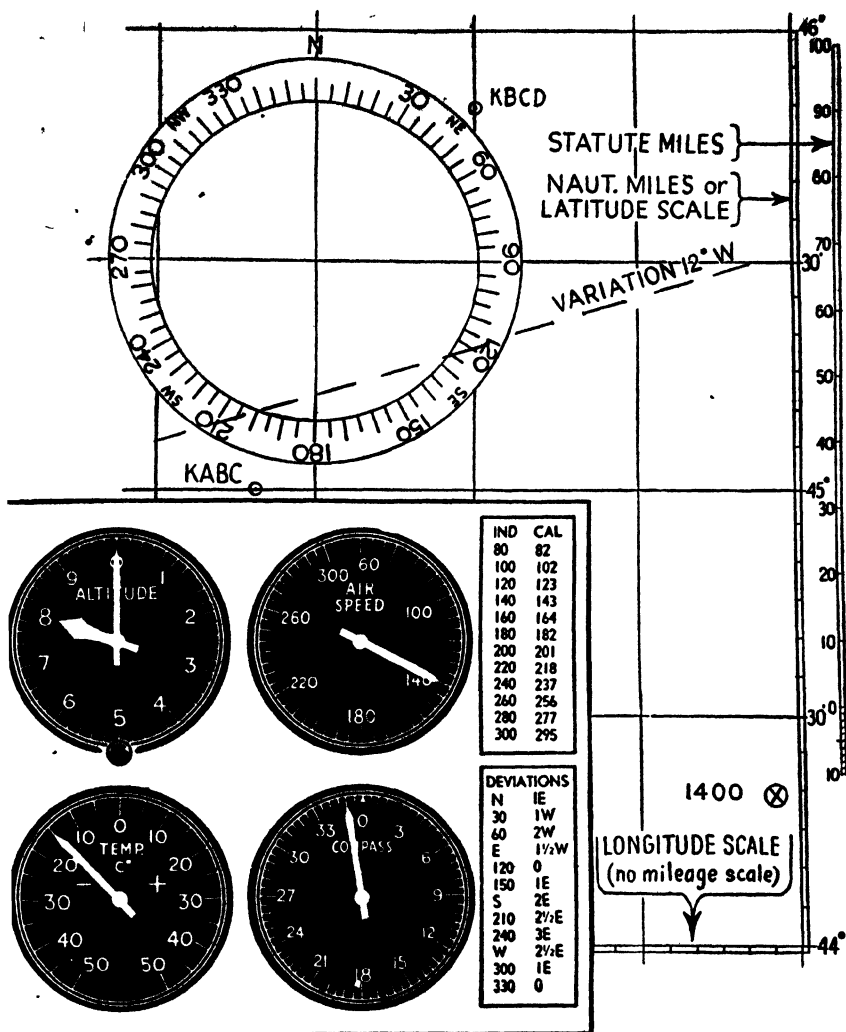 N
46°
100
330
30
KBCD
NW
NE
90
300
60
STATUTE MILES
80
NAUT. MILES or
LATITUDE SCALE
270
90
70
30'
VARIATION 12° W
60
240
120
50
SW
SE
210
150
180
40
KABC
45°
30
20
10
0
30'
10
ALTITUDE
9
1
8
2
7
3
6
4
5
AIR
SPEED
300
60
260
100
220
140
180
IND CAL
80 82
100 102
120 123
140 143
160 164
180 182
200 201
220 218
240 237
260 256
280 277
300 295
TEMP.
C°
0
10
10
20
20
−
+
30
30
40
40
50
50
COMPASS
33
0
3
30
6
27
9
24
12
21
15
18
DEVIATIONS
N 1E
30 1W
60 2W
E 1½W
120 0
150 1E
S 2E
210 2½E
240 3E
W 2½E
300 1E
330 0
1400
LONGITUDE SCALE
(no mileage scale)
44°